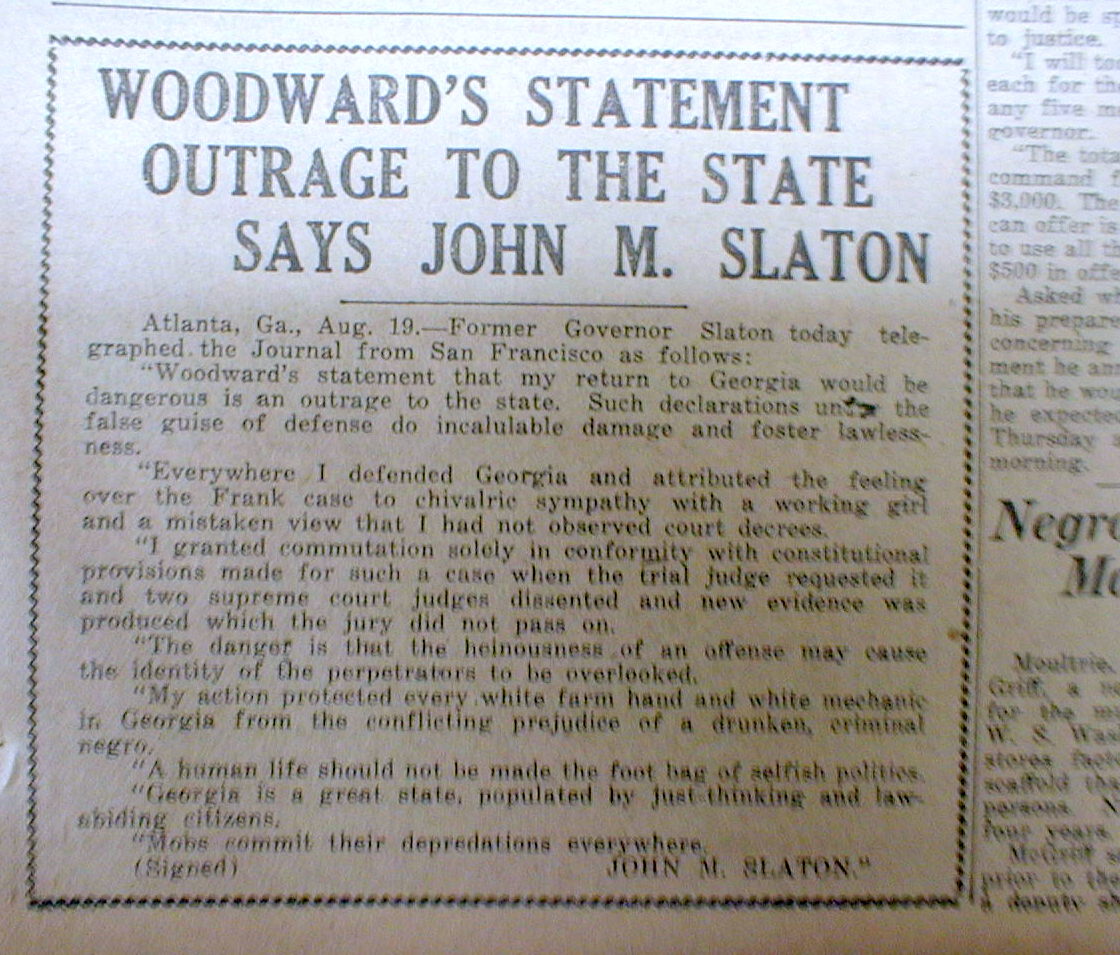 WOODWARD'S STATEMENT
OUTRAGE TO THE STATE
SAYS JOHN M. SLATON
Atlanta, Ga., Aug. 19.—Former Governor Slaton today tele-
graphed the Journal from San Francisco as follows:
"Woodward's statement that my return to Georgia would be
dangerous is an outrage to the state. Such declarations the
false guise of defense do incalulable damage and foster lawless-
ness.
"Everywhere I defended Georgia and attributed the feeling
over the Frank case to chivalric sympathy with a working girl
and a mistaken view that I had not observed court decrees.
"I granted commutation solely in conformity with constitutional
provisions made for such a case when the trial judge requested it
and two supreme court judges dissented and new evidence was
produced which the jury did not pass on.
"The danger is that the heinousness of an offense may cause
the identity of the perpetrators to be overlooked.
"My action protected every white farm hand and white mechanic
in Georgia from the conflicting prejudice of a drunken, criminal
negro.
"A human life should not be made the foot bag of selfish politics.
"Georgia is a great state, populated by just-thinking and law-
abiding citizens.
"Mobs commit their depredations everywhere.
(Signed) JOHN M. SLATON."
would be
to justice.
"I will
each for
any five
governor.
"The
command
$3,000. The
can offer is
to use all
$500 in
Asked
his
concerning
ment he
that he
he expected
Thursday
morning.
Negro
Moultrie,
Griff, a
for the
W. S.
stores
scaffold
persons.
four years
McGriff
prior to the
a deputy